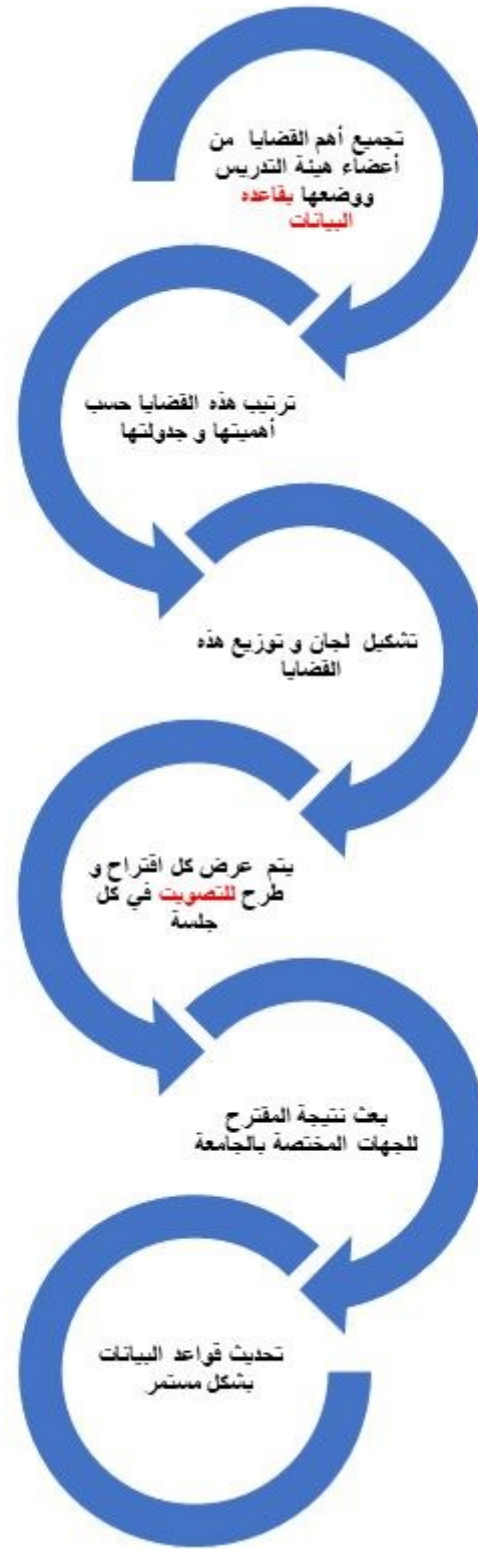 تجميع أهم القضايا من
أعضاء هيئة التدريس
ووضعها بقاعده
البيانات
ترتيب هذه القضايا حسب
أهميتها و جدولتها
تشكيل لجان و توزيع هذه
القضايا
يتم عرض كل اقتراح و
طرح للتصويت في كل
جلسة
بعث نتيجة المقترح
للجهات المختصة بالجامعة
تحديث قواعد البيانات
بشكل مستمر